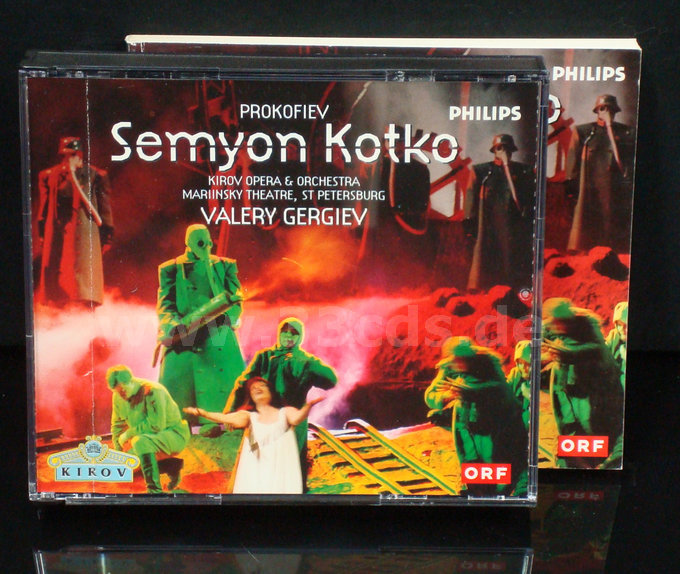 PROKOFIEV
PHILIPS
Semyon Kotko
KIROV OPERA & ORCHESTRA
MARIINSKY THEATRE, ST PETERSBURG
VALERY GERGIEV
KIROV
ORF
PHILIPS
o
ORF